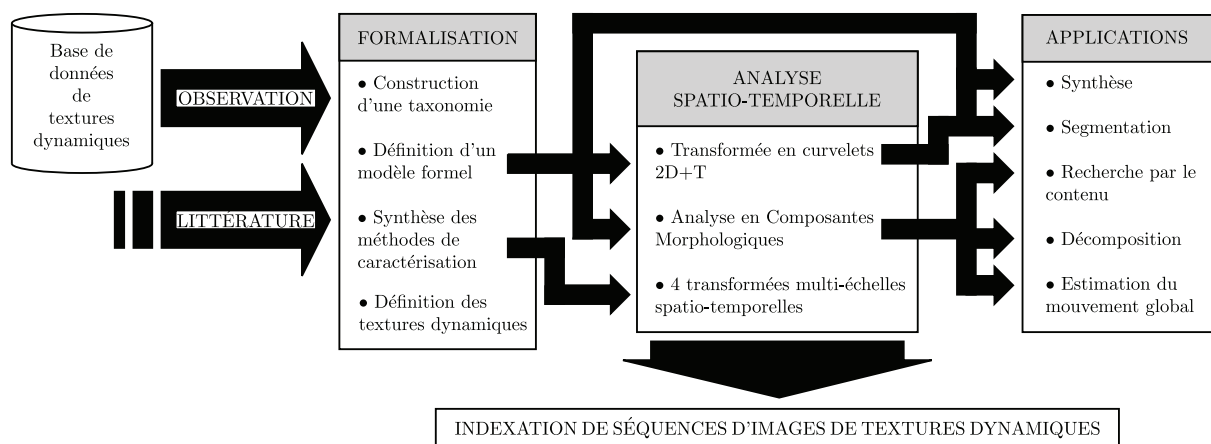 Base de
données
de
textures
dynamiques
OBSERVATION
LITTÉRATURE
FORMALISATION
• Construction
d'une taxonomie
• Définition d'un
modèle formel
• Synthèse des
méthodes de
caractérisation
• Définition des
textures dynamiques
ANALYSE
SPATIO-TEMPORELLE
• Transformée en curvelets
2D+T
• Analyse en Composantes
Morphologiques
• 4 transformées multi-échelles
spatio-temporelles
APPLICATIONS
• Synthèse
• Segmentation
• Recherche par le
contenu
• Décomposition
• Estimation du
mouvement global
INDEXATION DE SÉQUENCES D'IMAGES DE TEXTURES DYNAMIQUES